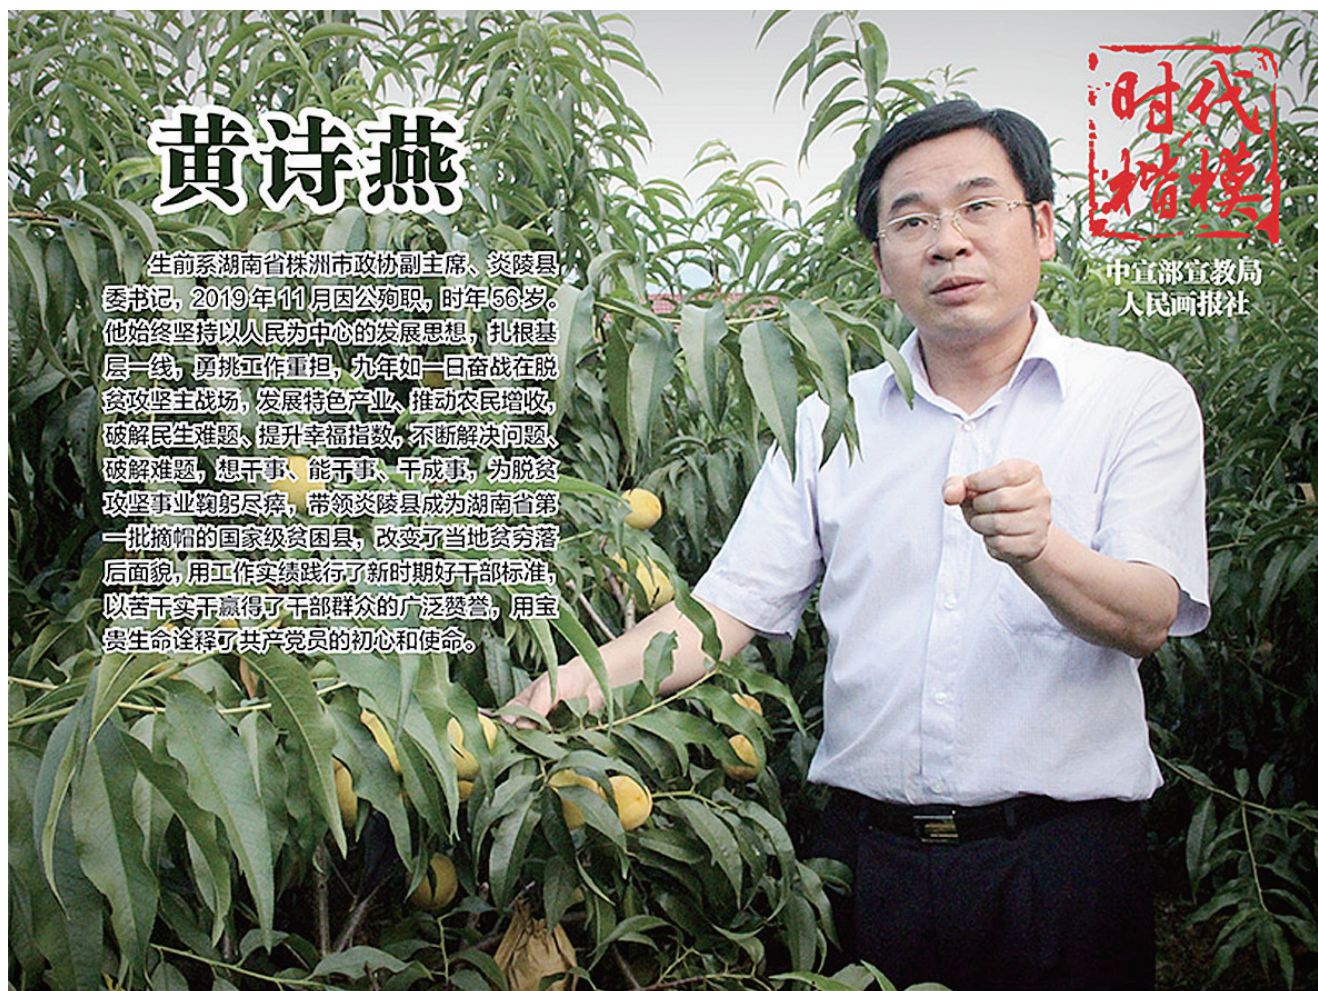 黄诗燕
生前系湖南省株洲市政协副主席、炎陵县
委书记，2019年11月因公殉职，时年56岁。
他始终坚持以人民为中心的发展思想，扎根基
层一线，勇挑工作重担，九年如一日奋战在脱
贫攻坚主战场，发展特色产业、推动农民增收，
破解民生难题、提升幸福指数，不断解决问题、
破解难题，想干事、能干事、干成事，为脱贫
攻坚事业鞠躬尽瘁，带领炎陵县成为湖南省第
一批摘帽的国家级贫困县，改变了当地贫穷落
后面貌，用工作实绩践行了新时期好干部标准，
以苦干实干赢得了干部群众的广泛赞誉，用宝
贵生命诠释了共产党员的初心和使命。
时代
楷模
中宣部宣教局
人民画报社